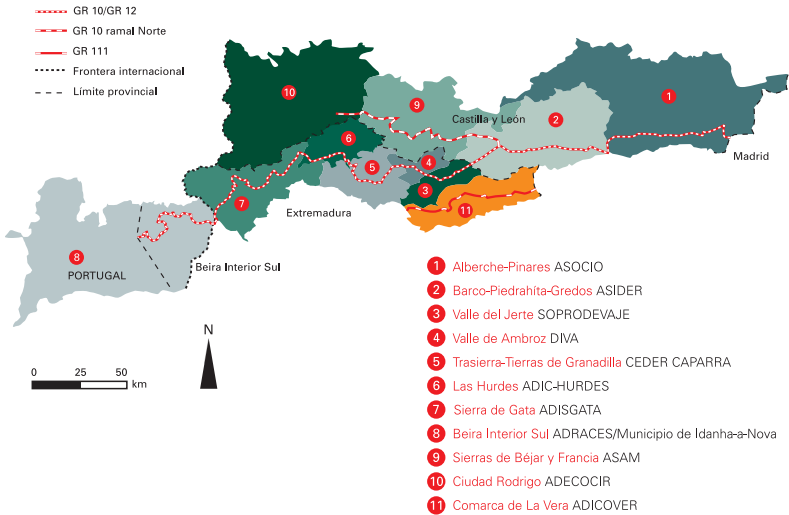 GR 10/GR 12
GR 10 ramal Norte
GR 111
Frontera internacional
Límite provincial
10
9
1
Castilla y León
2
6
Madrid
5
4
3
7
Extremadura
11
8
Beira Interior Sul
PORTUGAL
N
0 25 50
km
1 Alberche-Pinares ASOCIO
2 Barco-Piedrahíta-Gredos ASIDER
3 Valle del Jerte SOPRODEVAJE
4 Valle de Ambroz DIVA
5 Trasierra-Tierras de Granadilla CEDER CAPARRA
6 Las Hurdes ADIC-HURDES
7 Sierra de Gata ADISGATA
8 Beira Interior Sul ADRACES/Municipio de Idanha-a-Nova
9 Sierras de Béjar y Francia ASAM
10 Ciudad Rodrigo ADECOCIR
11 Comarca de La Vera ADICOVER